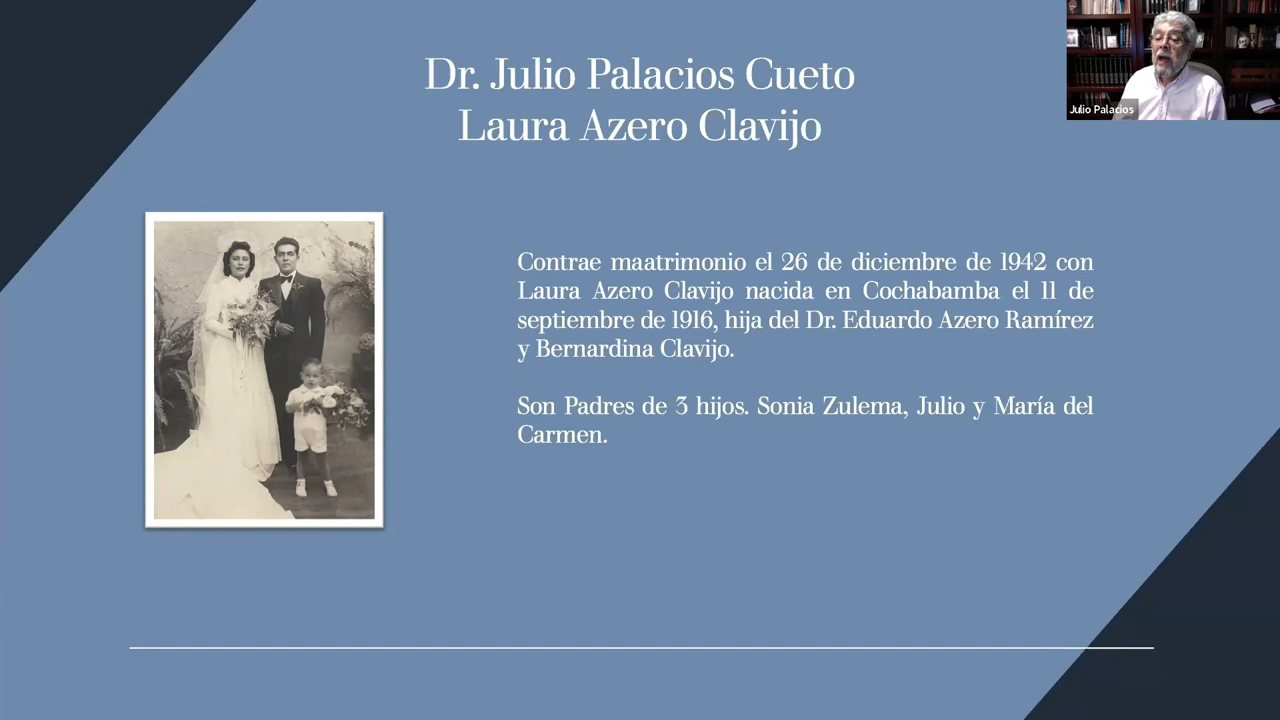 Dr. Julio Palacios Cueto
Laura Azero Clavijo
Julio Palacios
Contrae maatrimonio el 26 de diciembre de 1942 con
Laura Azero Clavijo nacida en Cochabamba el 11 de
septiembre de 1916, hija del Dr. Eduardo Azero Ramírez
y Bernardina Clavijo.
Son Padres de 3 hijos. Sonia Zulema, Julio y María del
Carmen.